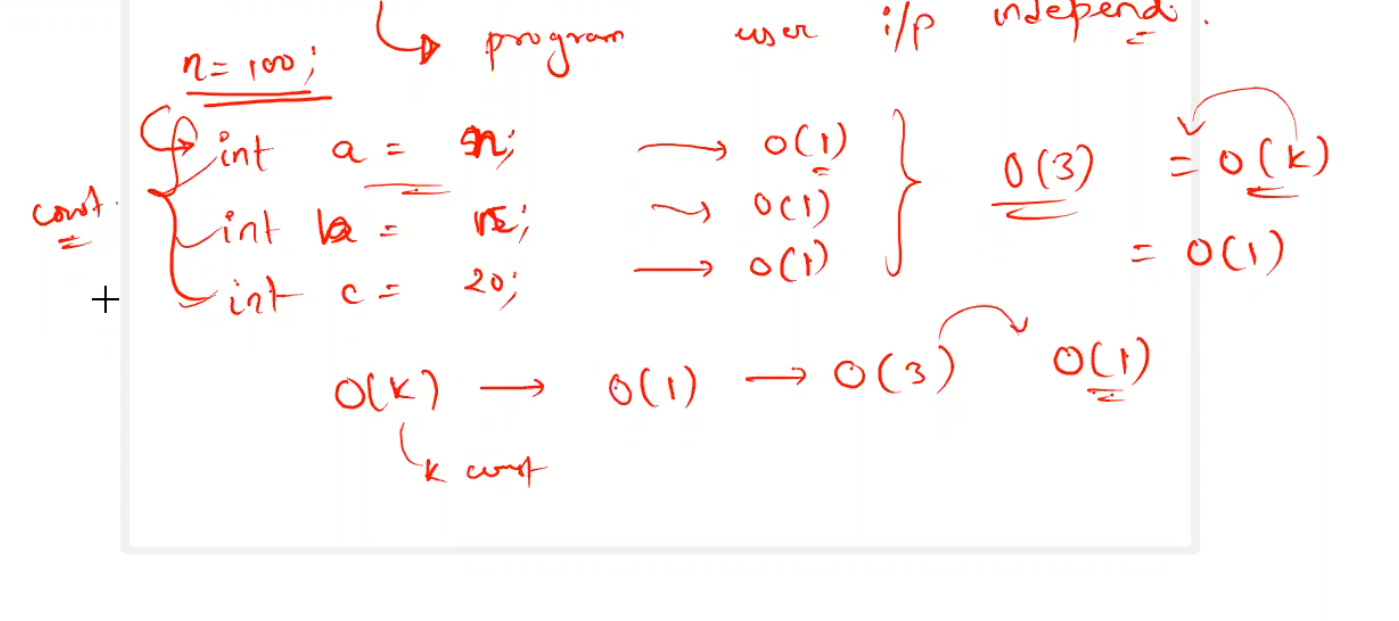 program user i/p independ.
n = 100;
int a = n; → O(1)
O(3) = O(k)
const.
int b = 15; → O(1)
= O(1)
int c = 20; → O(1)
O(k) → O(1) → O(3) O(1)
k const